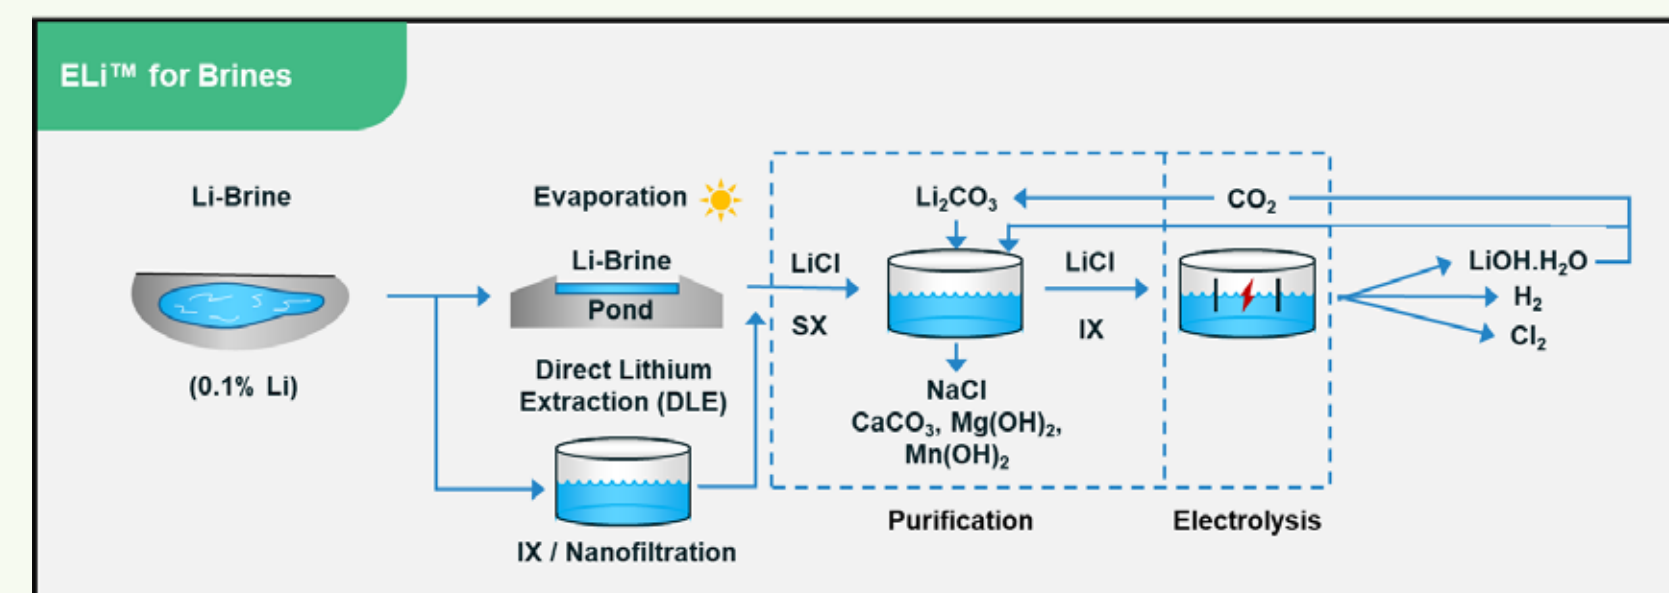 ELi™ for Brines
Li-Brine
(0.1% Li)
Evaporation
Li-Brine
Pond
Direct Lithium
Extraction (DLE)
IX / Nanofiltration
LiCl
SX
Li₂CO₃
NaCl
CaCO₃, Mg(OH)₂,
Mn(OH)₂
Purification
LiCl
IX
CO₂
Electrolysis
LiOH.H₂O
H₂
Cl₂